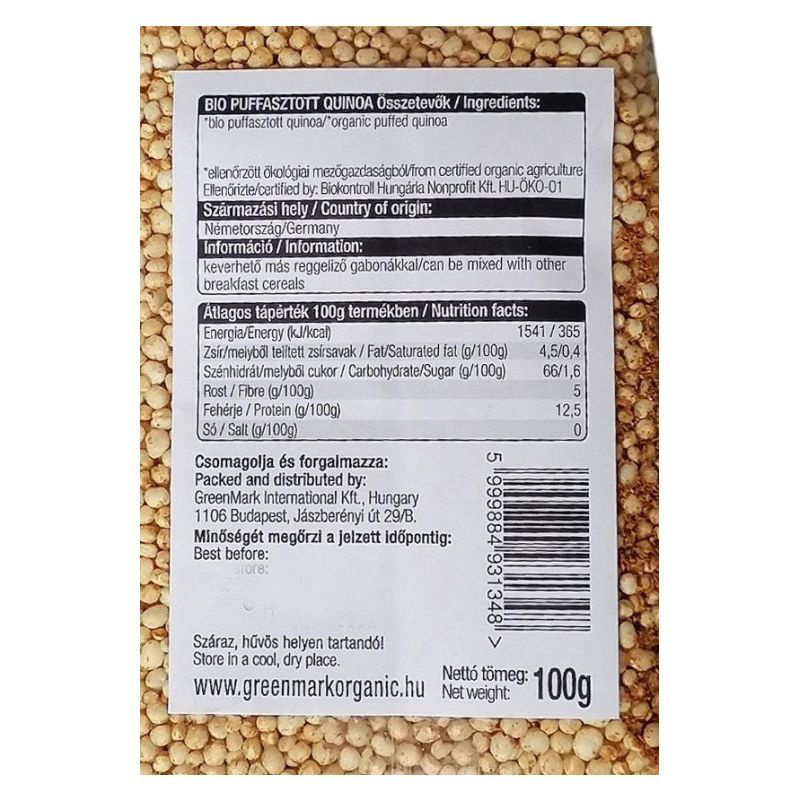 BIO PUFFASZTOTT QUINOA Összetevők / Ingredients:
*bio puffasztott quinoa/*organic puffed quinoa
*ellenőrzött ökológiai mezőgazdaságból/from certified organic agriculture
Ellenőrizte/certified by: Biokontroll Hungária Nonprofit Kft. HU-ÖKO-01
Származási hely / Country of origin:
Németország/Germany
Információ / Information:
keverhető más reggeliző gabonákkal/can be mixed with other
breakfast cereals
Átlagos tápérték 100g termékben / Nutrition facts:
Energia/Energy (kJ/kcal) 1541 / 365
Zsír/melyből telített zsírsavak / Fat/Saturated fat (g/100g) 4,5/0,4
Szénhidrát/melyből cukor / Carbohydrate/Sugar (g/100g) 66/1,6
Rost / Fibre (g/100g) 5
Fehérje / Protein (g/100g) 12,5
Só / Salt (g/100g) 0
Csomagolja és forgalmazza:
Packed and distributed by:
GreenMark International Kft., Hungary
1106 Budapest, Jászberényi út 29/B.
Minőségét megőrzi a jelzett időpontig:
Best before:
5 999884 931348 >
Száraz, hűvös helyen tartandó!
Store in a cool, dry place.
www.greenmarkorganic.hu
Nettó tömeg:
Net weight: 100g